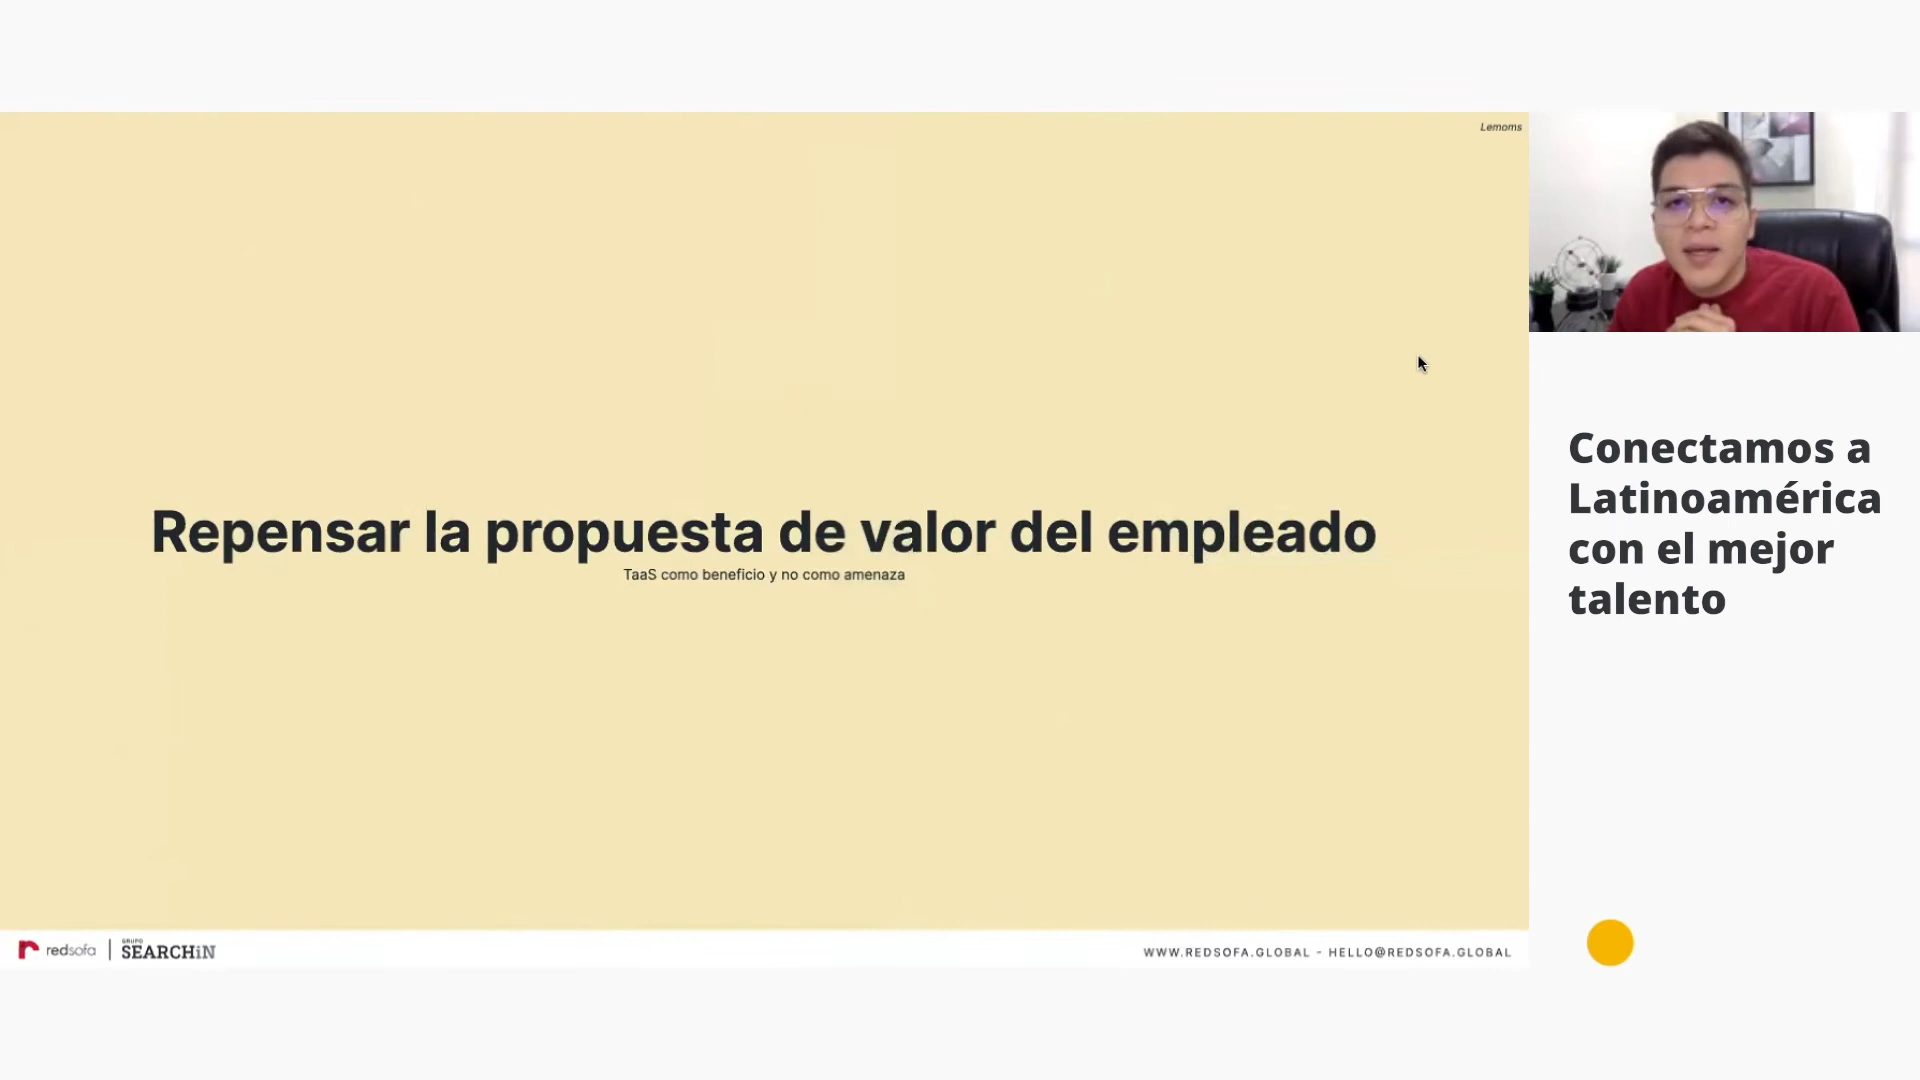 Lemoms
Repensar la propuesta de valor del empleado
TaaS como beneficio y no como amenaza
Conectamos a
Latinoamérica
con el mejor
talento
redsofa
GRUPO
SEARCHiN
WWW.REDSOFA.GLOBAL - HELLO@REDSOFA.GLOBAL